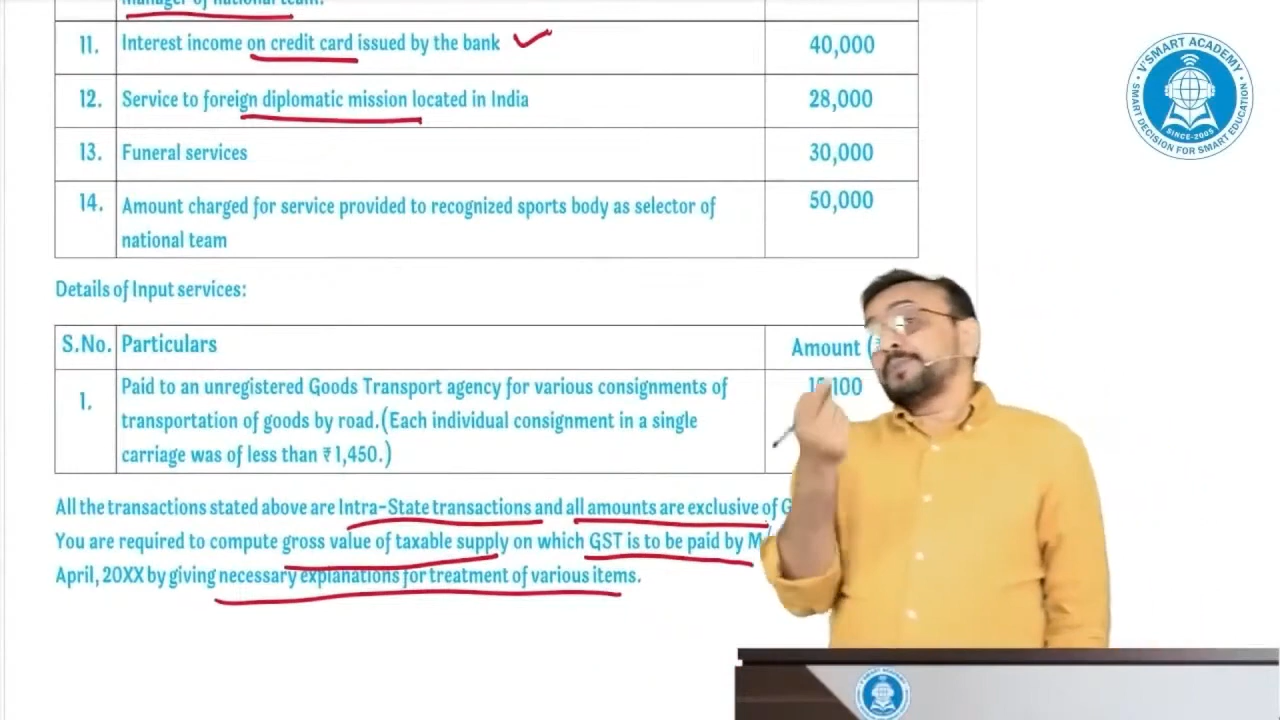 Manager of national team.
11. Interest income on credit card issued by the bank 40,000
12. Service to foreign diplomatic mission located in India 28,000
13. Funeral services 30,000
14. Amount charged for service provided to recognized sports body as selector of 50,000
national team
Details of Input services:
S.No. Particulars Amount (₹
1. Paid to an unregistered Goods Transport agency for various consignments of
transportation of goods by road.(Each individual consignment in a single
carriage was of less than ₹1,450.)
All the transactions stated above are Intra-State transactions and all amounts are exclusive of G
You are required to compute gross value of taxable supply on which GST is to be paid by M/
April, 20XX by giving necessary explanations for treatment of various items.
V'SMART ACADEMY
SMART DECISION FOR SMART EDUCATION
SINCE-2005